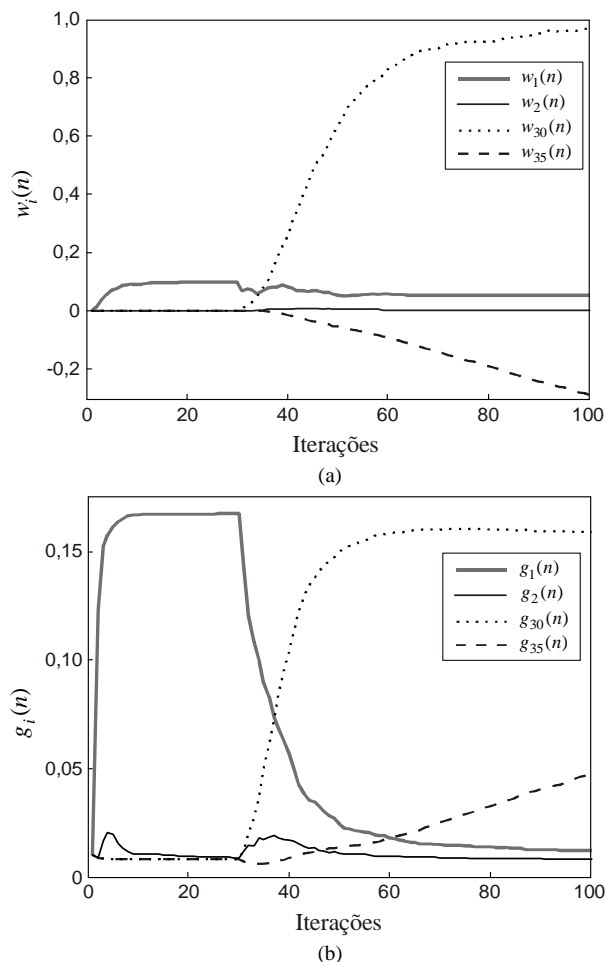 1,0
0,8
0,6
0,4
0,2
0
-0,2
w_i(n)
w_1(n)
w_2(n)
w_30(n)
w_35(n)
0 20 40 60 80 100
Iterações
(a)
0,15
0,10
0,05
0
g_i(n)
g_1(n)
g_2(n)
g_30(n)
g_35(n)
0 20 40 60 80 100
Iterações
(b)